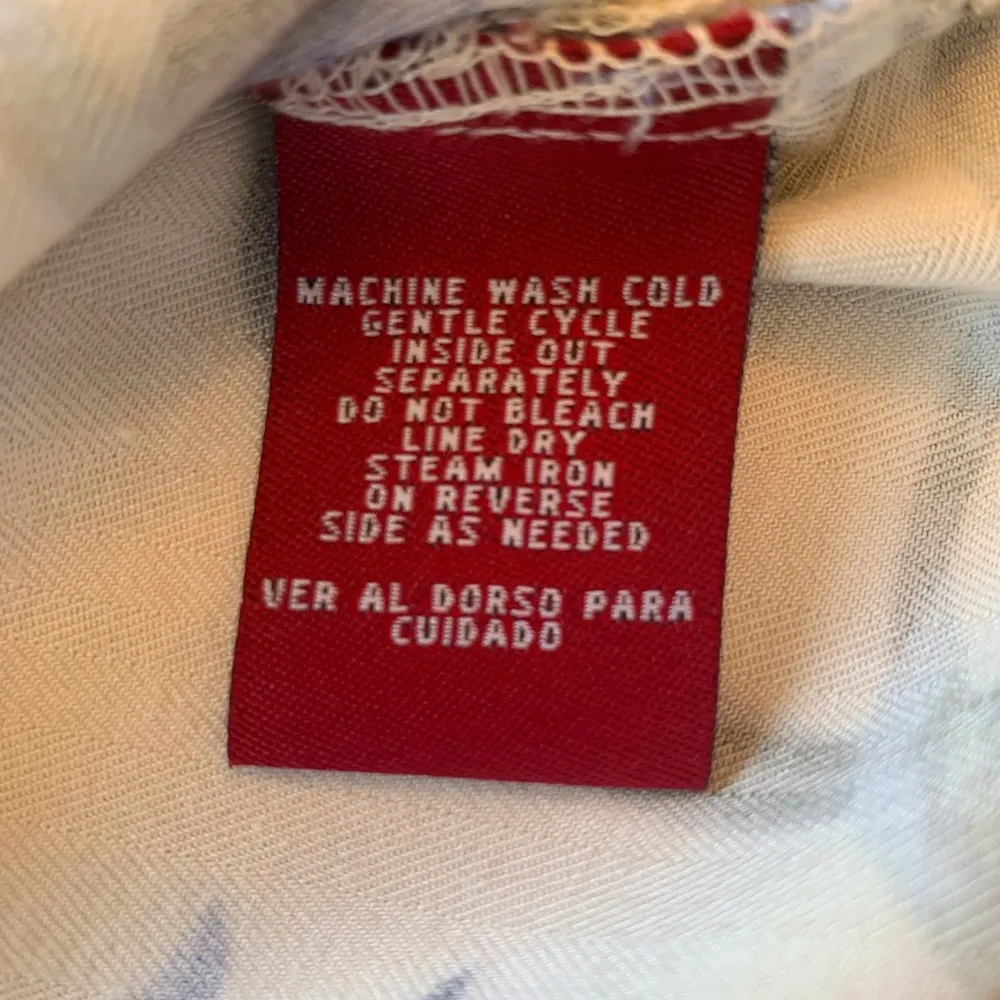 MACHINE WASH COLD
GENTLE CYCLE
INSIDE OUT
SEPARATELY
DO NOT BLEACH
LINE DRY
STEAM IRON
ON REVERSE
SIDE AS NEEDED
VER AL DORSO PARA
CUIDADO